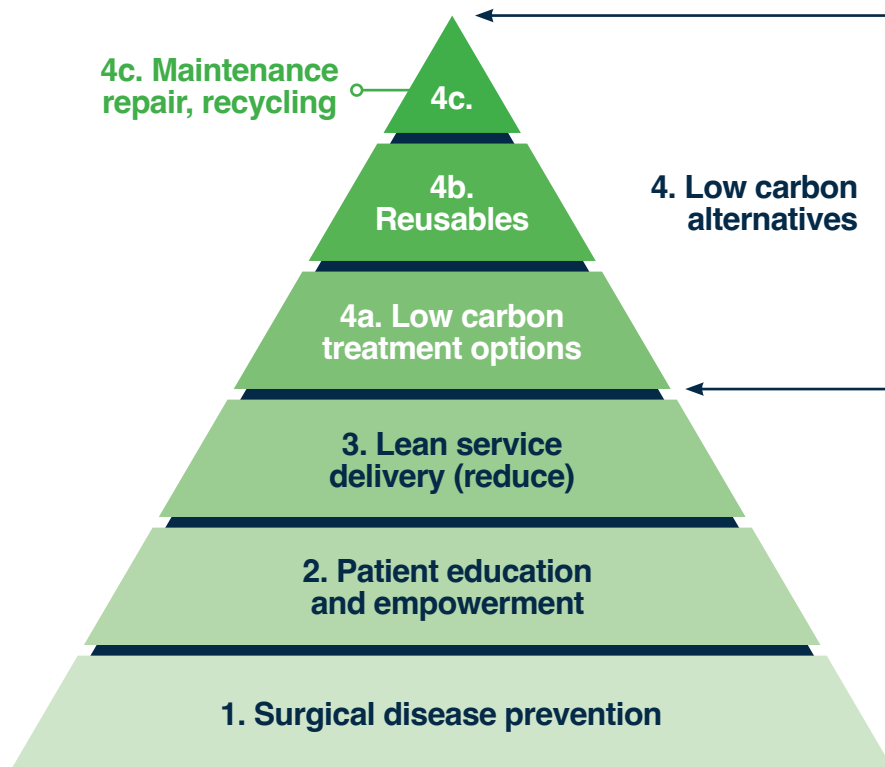 4c. Maintenance
repair, recycling
4c.
4b.
Reusables
4. Low carbon
alternatives
4a. Low carbon
treatment options
3. Lean service
delivery (reduce)
2. Patient education
and empowerment
1. Surgical disease prevention